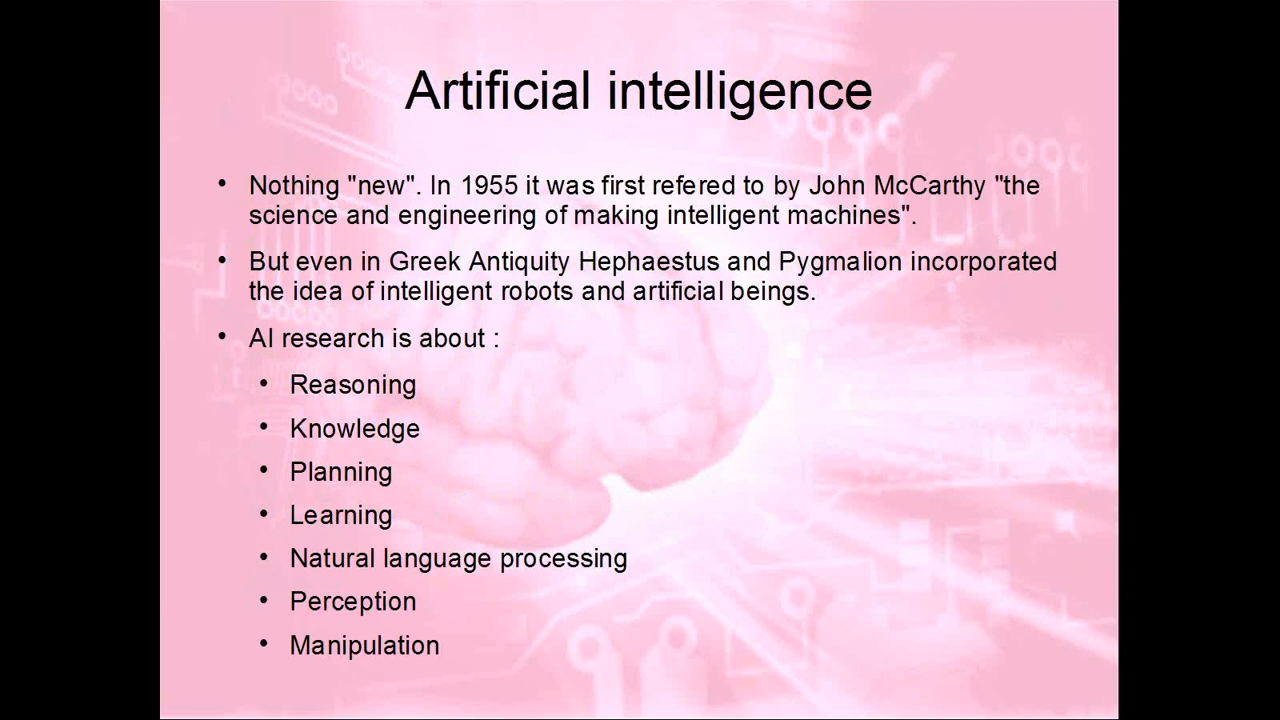 Artificial intelligence
• Nothing "new". In 1955 it was first refered to by John McCarthy "the
science and engineering of making intelligent machines".
• But even in Greek Antiquity Hephaestus and Pygmalion incorporated
the idea of intelligent robots and artificial beings.
• AI research is about :
• Reasoning
• Knowledge
• Planning
• Learning
• Natural language processing
• Perception
• Manipulation